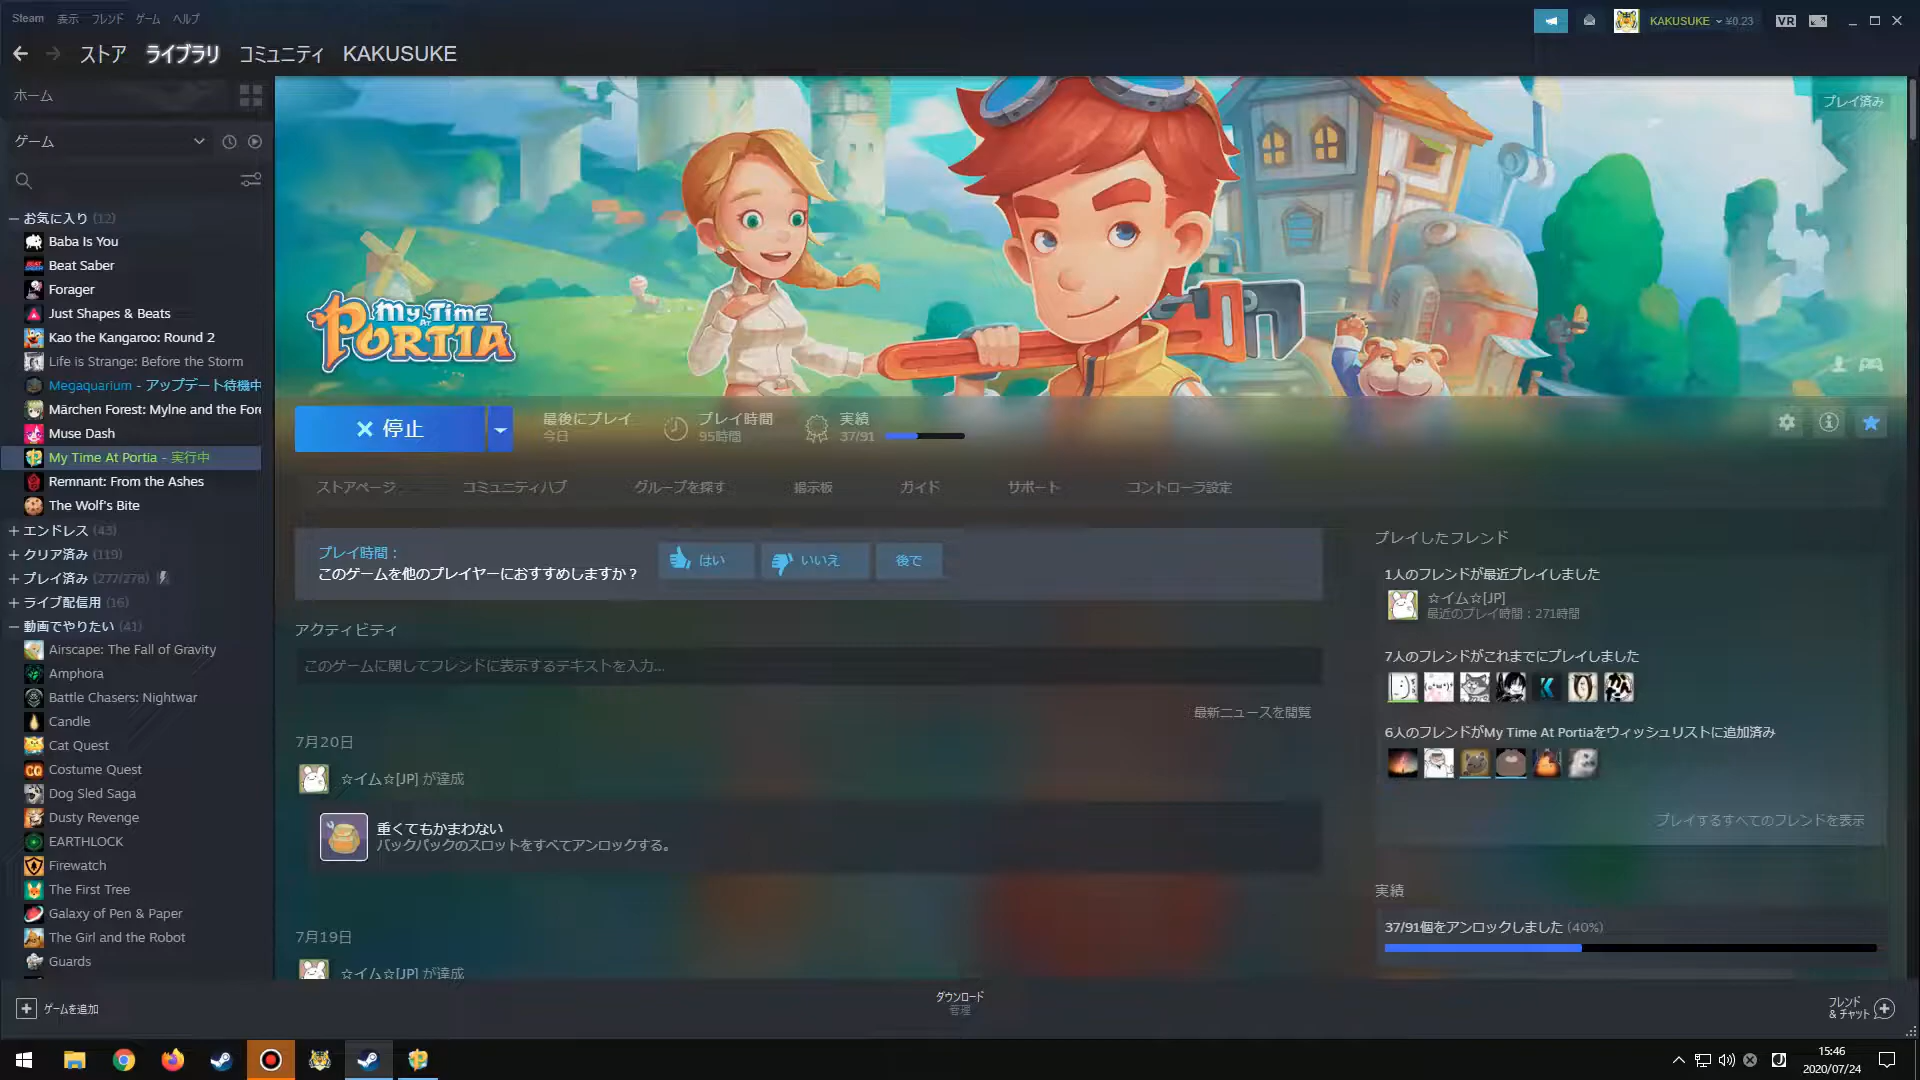 Steam 表示 フレンド ゲーム ヘルプ
KAKUSUKE ¥0.23
VR
ストア ライブラリ コミュニティ KAKUSUKE
ホーム
ゲーム
お気に入り (12)
Baba Is You
Beat Saber
Forager
Just Shapes & Beats
Kao the Kangaroo: Round 2
Life is Strange: Before the Storm
Megaquarium - アップデート待機中
Märchen Forest: Mylne and the Fore
Muse Dash
My Time At Portia - 実行中
Remnant: From the Ashes
The Wolf's Bite
エンドレス (43)
クリア済み (119)
プレイ済み (277/278)
ライブ配信用 (16)
動画でやりたい (41)
Airscape: The Fall of Gravity
Amphora
Battle Chasers: Nightwar
Candle
Cat Quest
Costume Quest
Dog Sled Saga
Dusty Revenge
EARTHLOCK
Firewatch
The First Tree
Galaxy of Pen & Paper
The Girl and the Robot
Guards
ゲームを追加
プレイ済み
My Time
AT
PORTIA
停止
最後にプレイ
今日
プレイ時間
95時間
実績
37/91
ストアページ コミュニティハブ グループを探す 掲示板 ガイド サポート コントローラ設定
プレイ時間：
このゲームを他のプレイヤーにおすすめしますか？
はい いいえ 後で
アクティビティ
このゲームに関してフレンドに表示するテキストを入力...
最新ニュースを閲覧
7月20日
☆イム☆[JP] が達成
重くてもかまわない
バックパックのスロットをすべてアンロックする。
7月19日
☆イム☆[JP] が達成
プレイしたフレンド
1人のフレンドが最近プレイしました
☆イム☆[JP]
最近のプレイ時間：271時間
7人のフレンドがこれまでにプレイしました
6人のフレンドがMy Time At Portiaをウィッシュリストに追加済み
プレイするすべてのフレンドを表示
実績
37/91個をアンロックしました (40%)
ダウンロード
管理
フレンド
& チャット
15:46
2020/07/24